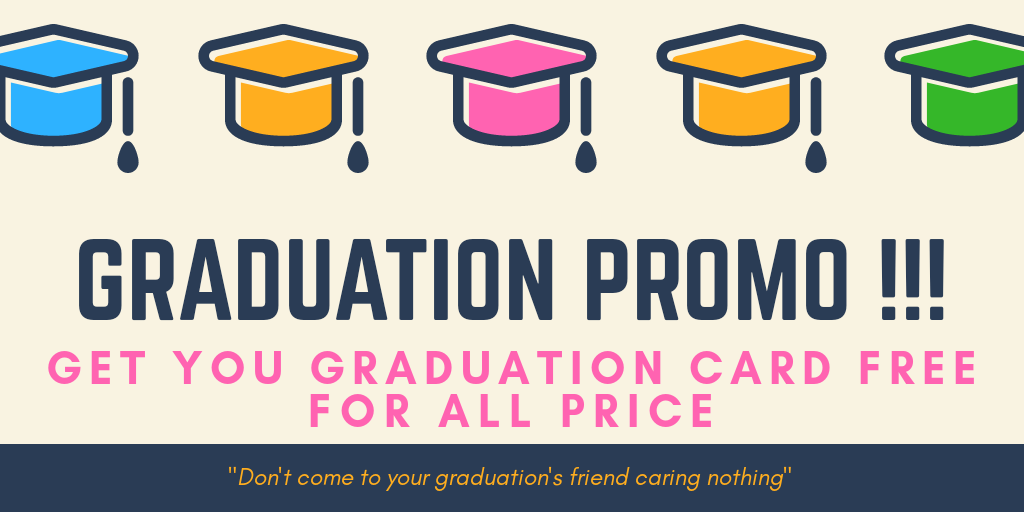 GRADUATION PROMO !!!
GET YOU GRADUATION CARD FREE
FOR ALL PRICE
"Don't come to your graduation's friend caring nothing"